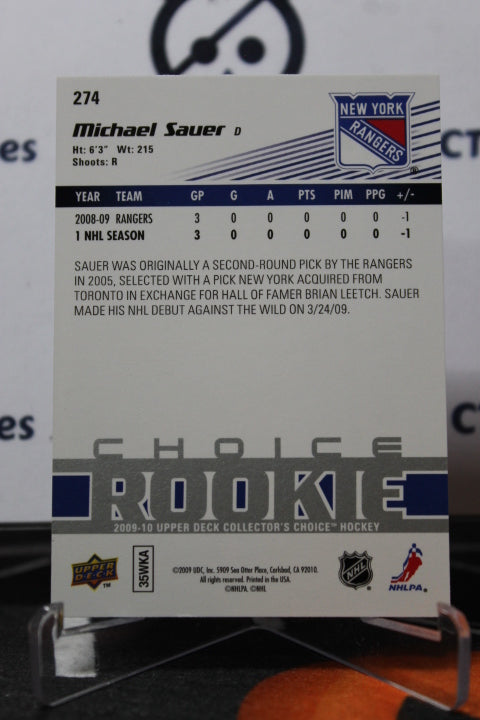 274
Michael Sauer D
Ht: 6'3" Wt: 215
Shoots: R
NEW YORK
RANGERS
®
YEAR TEAM GP G A PTS PIM PPG +/-
2008-09 RANGERS 3 0 0 0 0 0 -1
1 NHL SEASON 3 0 0 0 0 0 -1
SAUER WAS ORIGINALLY A SECOND-ROUND PICK BY THE RANGERS
IN 2005, SELECTED WITH A PICK NEW YORK ACQUIRED FROM
TORONTO IN EXCHANGE FOR HALL OF FAMER BRIAN LEETCH. SAUER
MADE HIS NHL DEBUT AGAINST THE WILD ON 3/24/09.
CHOICE
ROOKIE
2009-10 UPPER DECK COLLECTOR'S CHOICE™ HOCKEY
UPPER
DECK
™
35WKA
©2009 UDC, Inc. 5909 Sea Otter Place, Carlsbad, CA 92010.
All rights reserved. Printed in the USA.
©NHLPA. ©NHL
NHL
NHLPA